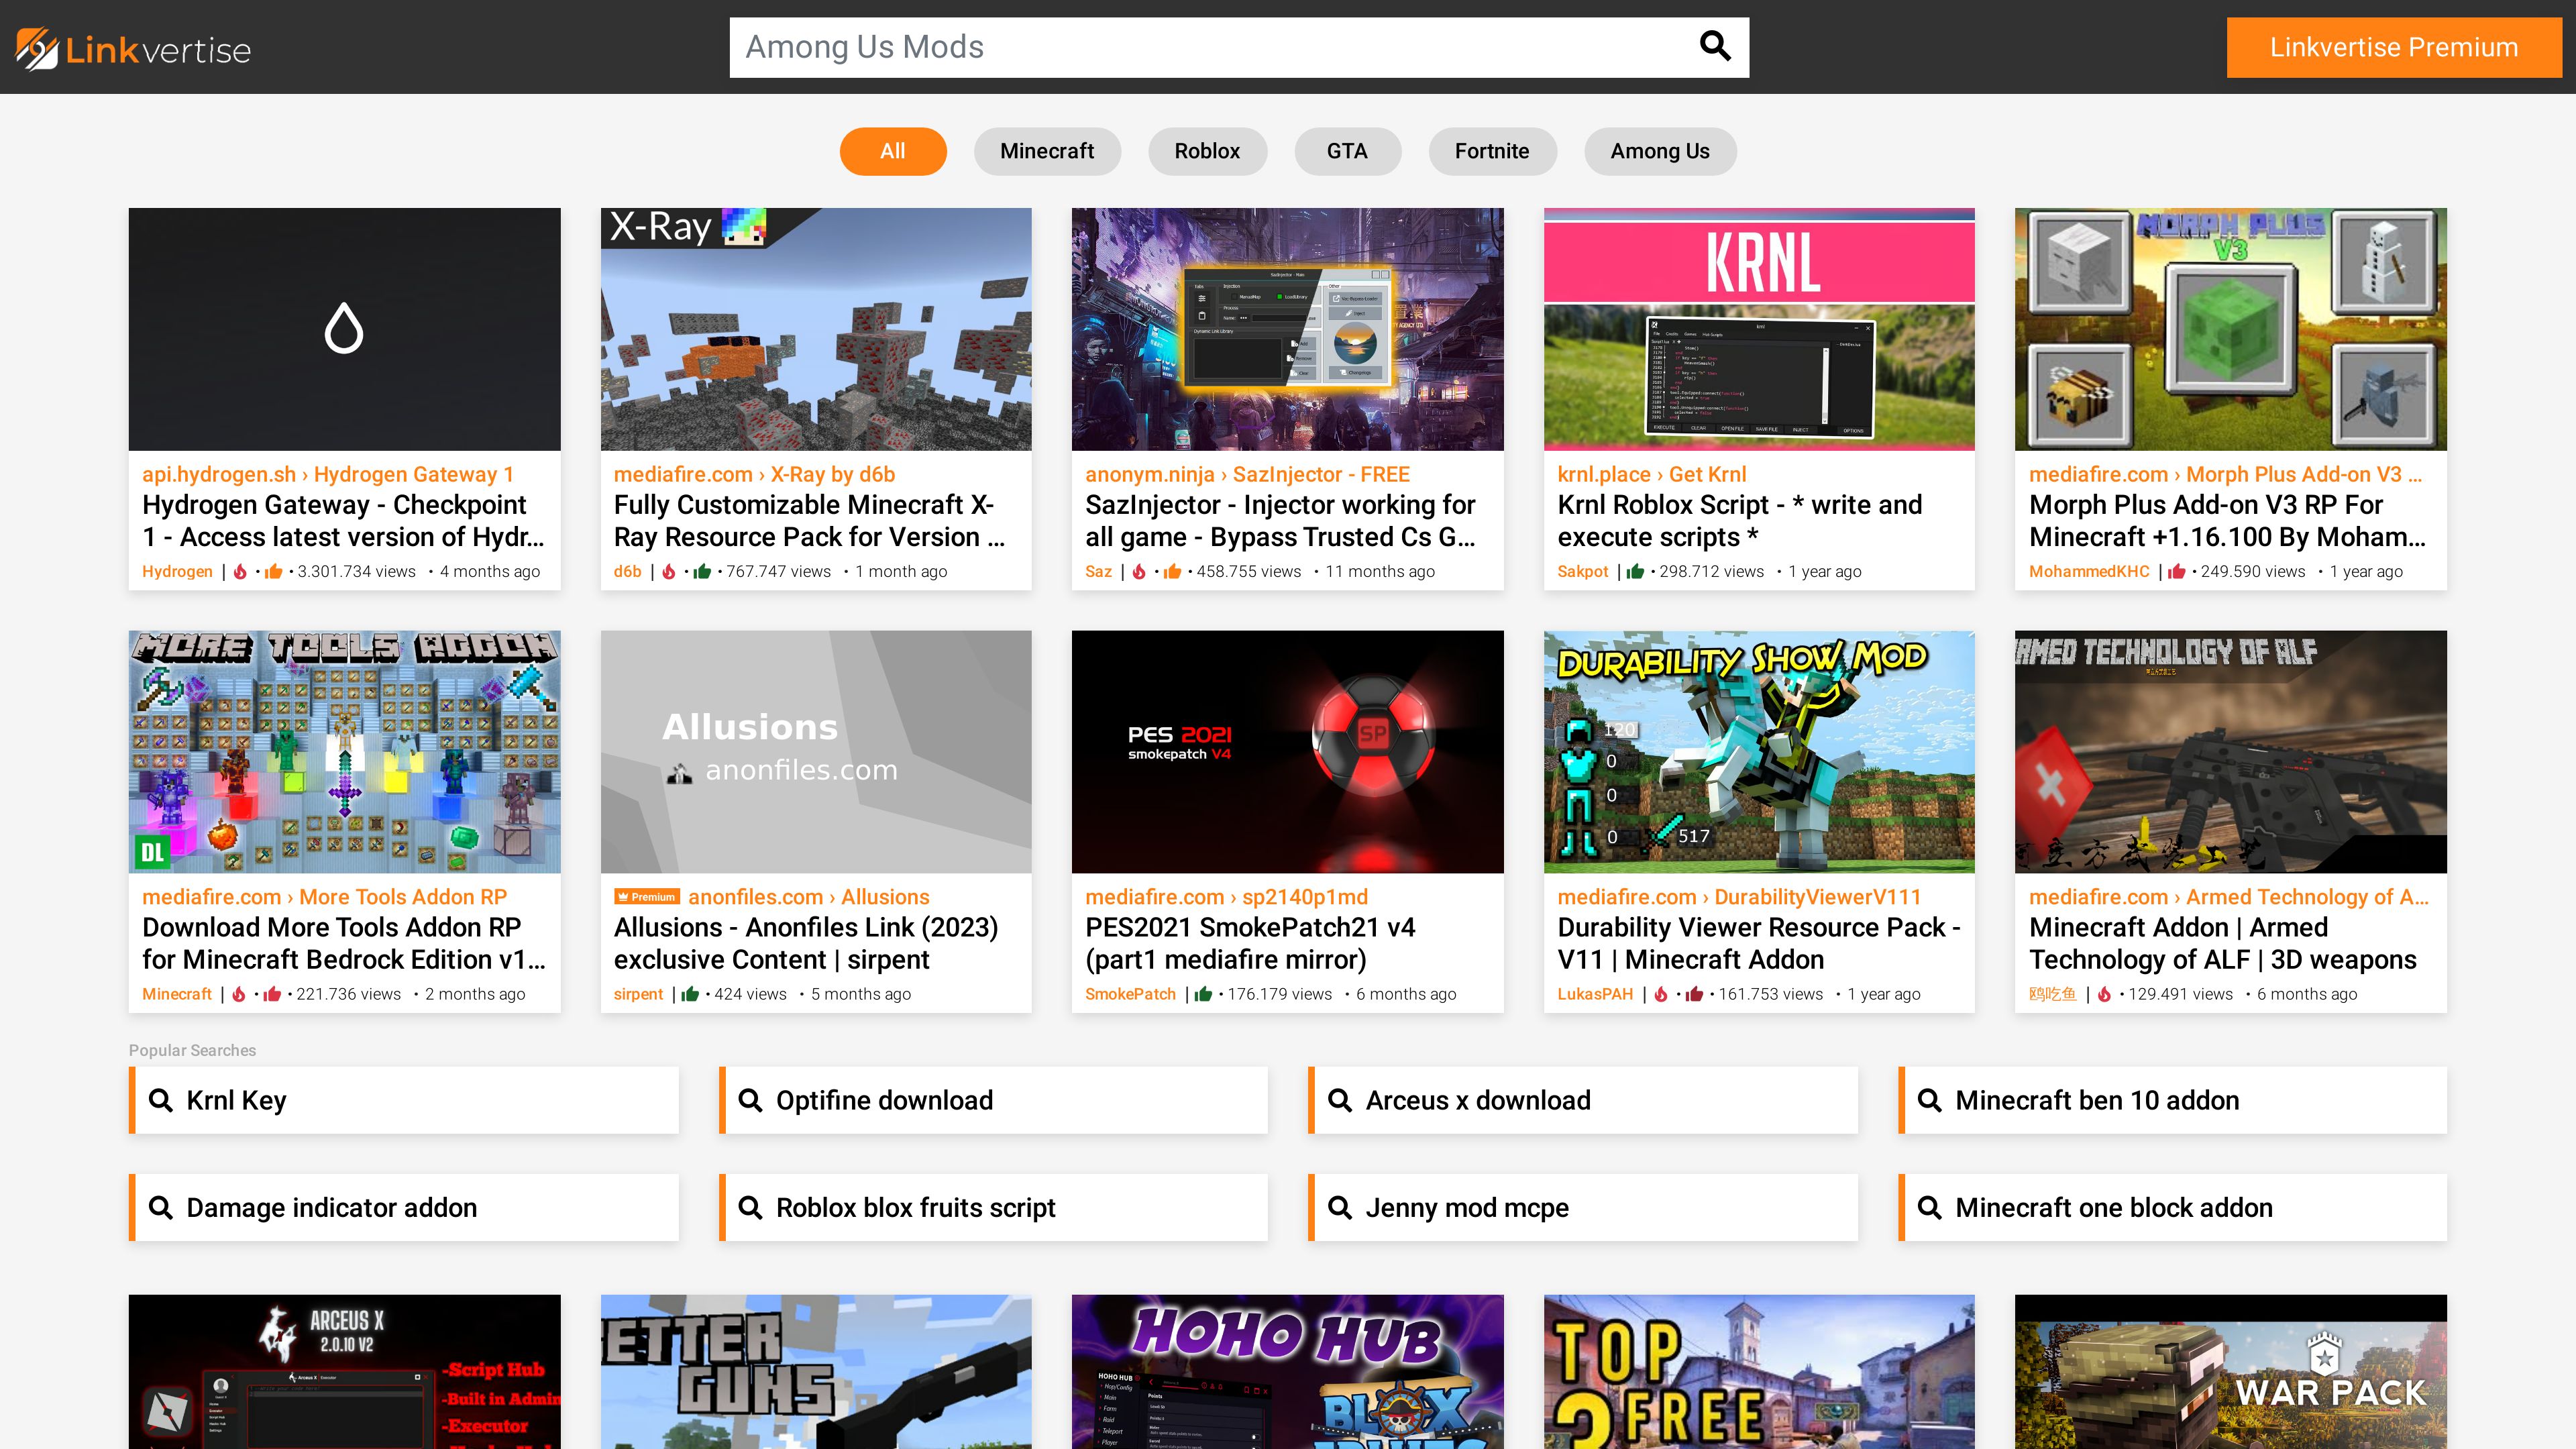 Linkvertise
Among Us Mods
Linkvertise Premium
All
Minecraft
Roblox
GTA
Fortnite
Among Us
X-Ray
KRNL
MORPH PLUS
V3
api.hydrogen.sh › Hydrogen Gateway 1
Hydrogen Gateway - Checkpoint
1 - Access latest version of Hydr...
Hydrogen | • • 3.301.734 views • 4 months ago
mediafire.com › X-Ray by d6b
Fully Customizable Minecraft X-
Ray Resource Pack for Version ...
d6b | • • 767.747 views • 1 month ago
anonym.ninja › SazInjector - FREE
SazInjector - Injector working for
all game - Bypass Trusted Cs G...
Saz | • • 458.755 views • 11 months ago
krnl.place › Get Krnl
Krnl Roblox Script - * write and
execute scripts *
Sakpot | • 298.712 views • 1 year ago
mediafire.com › Morph Plus Add-on V3 ...
Morph Plus Add-on V3 RP For
Minecraft +1.16.100 By Moham...
MohammedKHC | • 249.590 views • 1 year ago
MORE TOOLS ADDON
DL
Allusions
anonfiles.com
PES 2021
smokepatch V4
SP
DURABILITY SHOW MOD
120
0
0
0
517
ARMED TECHNOLOGY OF ALF
mediafire.com › More Tools Addon RP
Download More Tools Addon RP
for Minecraft Bedrock Edition v1...
Minecraft | • • 221.736 views • 2 months ago
Premium anonfiles.com › Allusions
Allusions - Anonfiles Link (2023)
exclusive Content | sirpent
sirpent | • 424 views • 5 months ago
mediafire.com › sp2140p1md
PES2021 SmokePatch21 v4
(part1 mediafire mirror)
SmokePatch | • 176.179 views • 6 months ago
mediafire.com › DurabilityViewerV111
Durability Viewer Resource Pack -
V11 | Minecraft Addon
LukasPAH | • • 161.753 views • 1 year ago
mediafire.com › Armed Technology of A...
Minecraft Addon | Armed
Technology of ALF | 3D weapons
鸥吃鱼 | • 129.491 views • 6 months ago
Popular Searches
Krnl Key
Optifine download
Arceus x download
Minecraft ben 10 addon
Damage indicator addon
Roblox blox fruits script
Jenny mod mcpe
Minecraft one block addon
ARCEUS X
2.0.10 V2
-Script Hub
-Built in Admin
-Executor
ETTER
GUNS
HOHO HUB
HOHO HUB
BLOX
FRUITS
TOP
3 FREE
WAR PACK